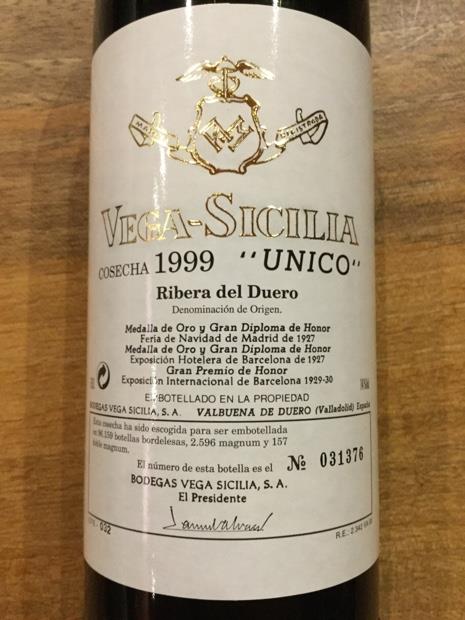 VEGA-SICILIA
COSECHA 1999 "UNICO"
Ribera del Duero
Denominación de Origen.
Medalla de Oro y Gran Diploma de Honor
Feria de Navidad de Madrid de 1927
Medalla de Oro y Gran Diploma de Honor
Exposición Hotelera de Barcelona de 1927
Gran Premio de Honor
Exposición Internacional de Barcelona 1929-30
EMBOTELLADO EN LA PROPIEDAD
BODEGAS VEGA SICILIA, S. A. VALBUENA DE DUERO (Valladolid) España
Esta cosecha ha sido escogida para ser embotellada
en 96.159 botellas bordelesas, 2.596 magnum y 157
doble magnum.
El número de esta botella es el № 031376
BODEGAS VEGA SICILIA, S. A.
El Presidente
032